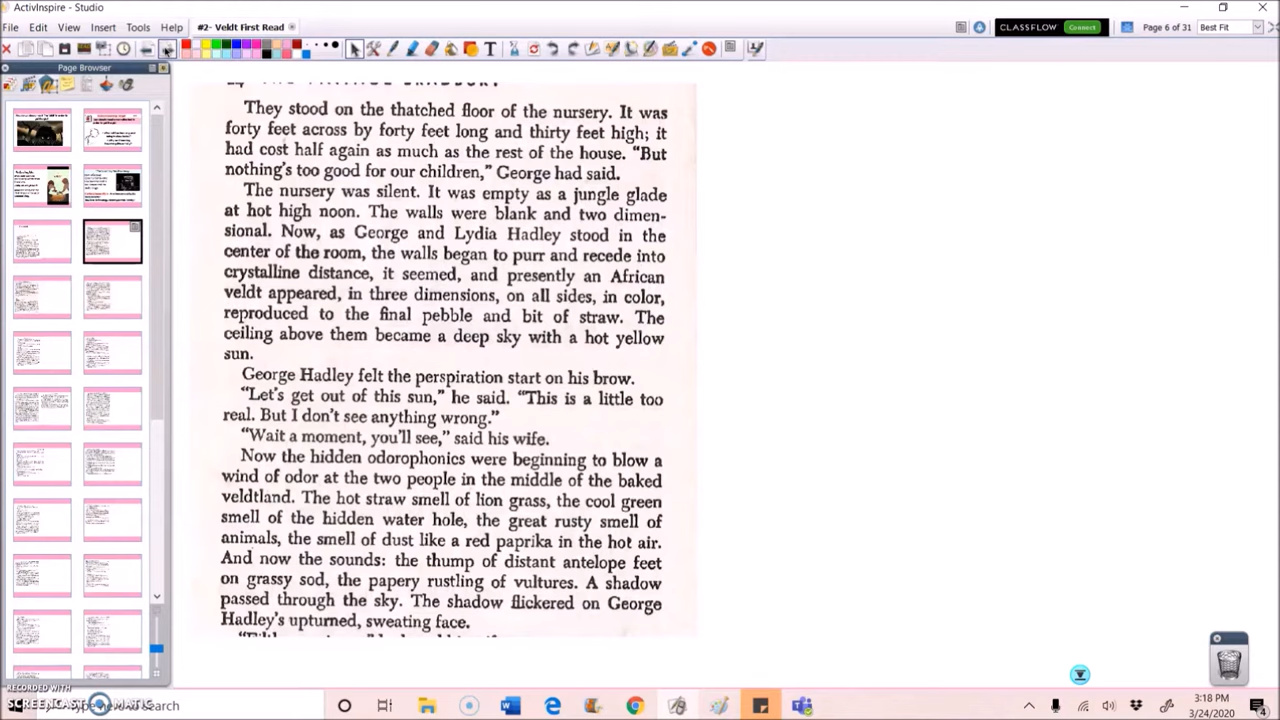 ActivInspire - Studio
File Edit View Insert Tools Help #2- Veldt First Read
CLASSFLOW Connect Page 6 of 31 Best Fit
Page Browser
They stood on the thatched floor of the nursery. It was
forty feet across by forty feet long and thirty feet high; it
had cost half again as much as the rest of the house. “But
nothing's too good for our children,” George had said.
The nursery was silent. It was empty as a jungle glade
at hot high noon. The walls were blank and two dimen-
sional. Now, as George and Lydia Hadley stood in the
center of the room, the walls began to purr and recede into
crystalline distance, it seemed, and presently an African
veldt appeared, in three dimensions, on all sides, in color,
reproduced to the final pebble and bit of straw. The
ceiling above them became a deep sky with a hot yellow
sun.
George Hadley felt the perspiration start on his brow.
“Let's get out of this sun,” he said. “This is a little too
real. But I don't see anything wrong.”
“Wait a moment, you'll see,” said his wife.
Now the hidden odorophonics were beginning to blow a
wind of odor at the two people in the middle of the baked
veldtland. The hot straw smell of lion grass, the cool green
smell of the hidden water hole, the great rusty smell of
animals, the smell of dust like a red paprika in the hot air.
And now the sounds: the thump of distant antelope feet
on grassy sod, the papery rustling of vultures. A shadow
passed through the sky. The shadow flickered on George
Hadley's upturned, sweating face.
RECORDED WITH
SCREENCAST MATIC
Type here to search
3:18 PM
3/24/2020